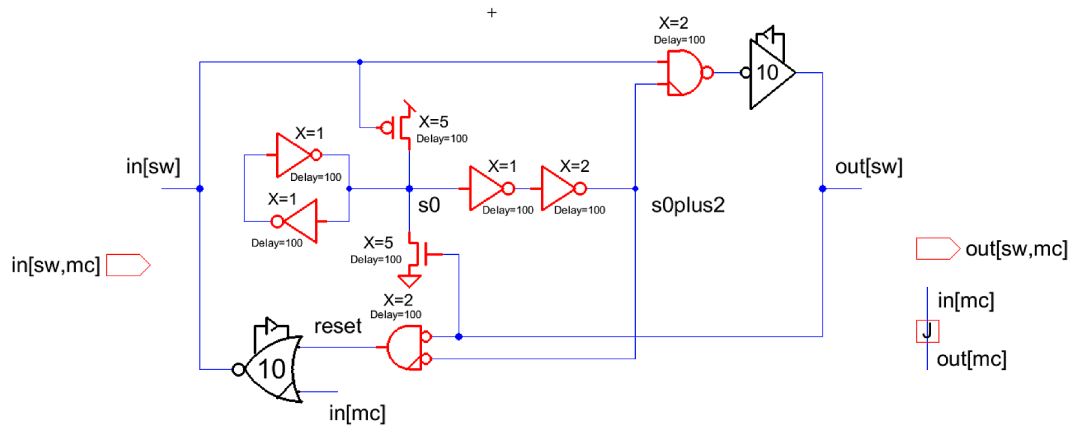 X=2
Delay=100
10
X=5
Delay=100
X=1
Delay=100
in[sw]
X=1
Delay=100
X=2
Delay=100
out[sw]
X=1
Delay=100
s0
s0plus2
X=5
Delay=100
in[sw,mc]
out[sw,mc]
X=2
Delay=100
in[mc]
reset
J
10
out[mc]
in[mc]